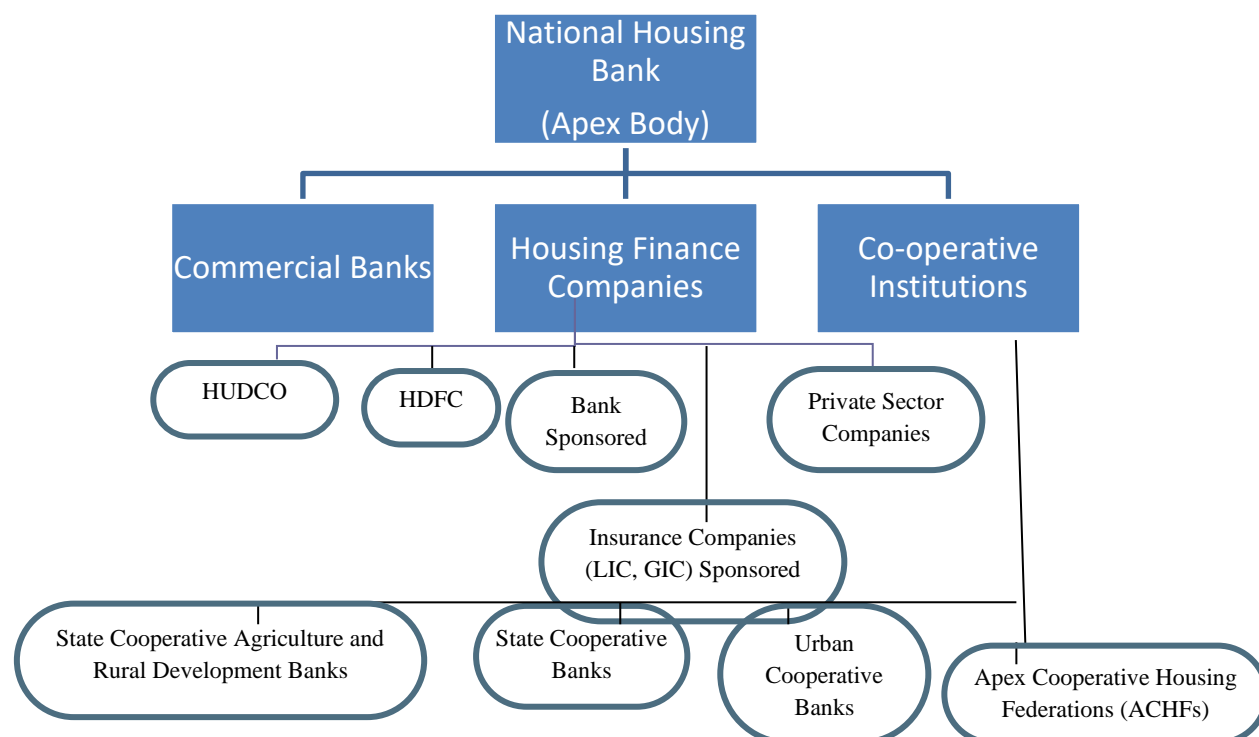 National Housing
Bank
(Apex Body)
Commercial Banks
Housing Finance
Companies
Co-operative
Institutions
HUDCO
HDFC
Bank
Sponsored
Private Sector
Companies
Insurance Companies
(LIC, GIC) Sponsored
State Cooperative Agriculture and
Rural Development Banks
State Cooperative
Banks
Urban
Cooperative
Banks
Apex Cooperative Housing
Federations (ACHFs)